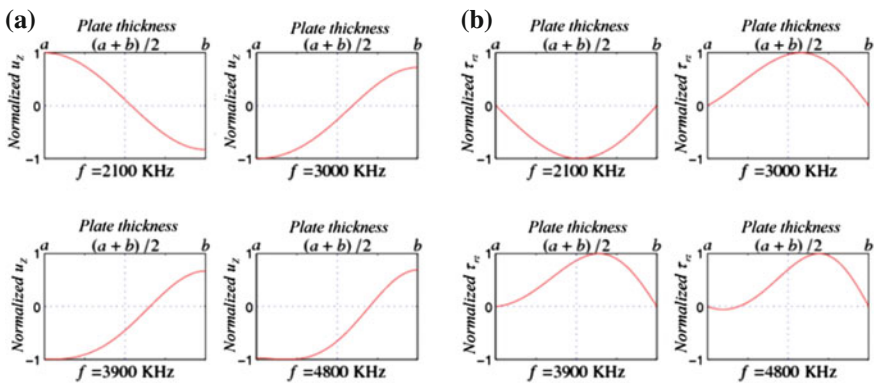 (a)
Plate thickness
a (a + b) /2 b
Normalized u_z
1
0
-1
f =2100 KHz
Plate thickness
a (a + b) /2 b
Normalized u_z
1
0
-1
f =3000 KHz
Plate thickness
a (a + b) /2 b
Normalized u_z
1
0
-1
f =3900 KHz
Plate thickness
a (a + b) /2 b
Normalized u_z
1
0
-1
f =4800 KHz
(b)
Plate thickness
a (a + b) /2 b
Normalized τ_rz
1
0
-1
f =2100 KHz
Plate thickness
a (a + b) /2 b
Normalized τ_rz
1
0
-1
f =3000 KHz
Plate thickness
a (a + b) /2 b
Normalized τ_rz
1
0
-1
f =3900 KHz
Plate thickness
a (a + b) /2 b
Normalized τ_rz
1
0
-1
f =4800 KHz